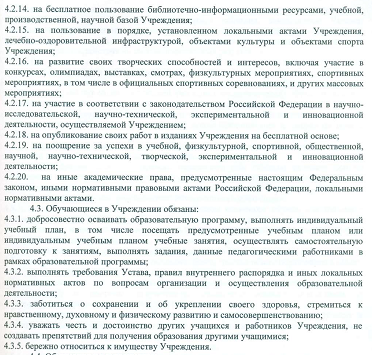 4.2.14. на бесплатное пользование библиотечно-информационными ресурсами, учебной,
производственной, научной базой Учреждения;
4.2.15. на пользование в порядке, установленном локальными актами Учреждения,
лечебно-оздоровительной инфраструктурой, объектами культуры и объектами спорта
Учреждения;
4.2.16. на развитие своих творческих способностей и интересов, включая участие в
конкурсах, олимпиадах, выставках, смотрах, физкультурных мероприятиях, спортивных
мероприятиях, в том числе в официальных спортивных соревнованиях, и других массовых
мероприятиях;
4.2.17. на участие в соответствии с законодательством Российской Федерации в научно-
исследовательской, научно-технической, экспериментальной и инновационной
деятельности, осуществляемой Учреждением;
4.2.18. на опубликование своих работ в изданиях Учреждения на бесплатной основе;
4.2.19. на поощрение за успехи в учебной, физкультурной, спортивной, общественной,
научной, научно-технической, творческой, экспериментальной и инновационной
деятельности;
4.2.20. на иные академические права, предусмотренные настоящим Федеральным
законом, иными нормативными правовыми актами Российской Федерации, локальными
нормативными актами.
4.3. Обучающиеся в Учреждении обязаны:
4.3.1. добросовестно осваивать образовательную программу, выполнять индивидуальный
учебный план, в том числе посещать предусмотренные учебным планом или
индивидуальным учебным планом учебные занятия, осуществлять самостоятельную
подготовку к занятиям, выполнять задания, данные педагогическими работниками в
рамках образовательной программы;
4.3.2. выполнять требования Устава, правил внутреннего распорядка и иных локальных
нормативных актов по вопросам организации и осуществления образовательной
деятельности;
4.3.3. заботиться о сохранении и об укреплении своего здоровья, стремиться к
нравственному, духовному и физическому развитию и самосовершенствованию;
4.3.4. уважать честь и достоинство других учащихся и работников Учреждения, не
создавать препятствий для получения образования другими учащимися;
4.3.5. бережно относиться к имуществу Учреждения.